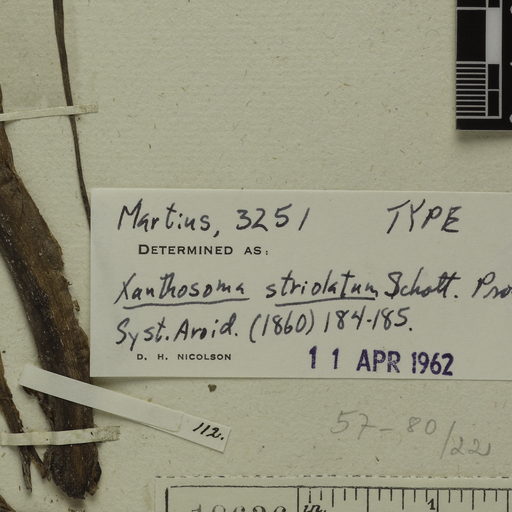 Martius, 3251 TYPE
DETERMINED AS:
Xanthosoma striolatum Schott. Pro
Syst. Aroid. (1860) 184-185.
D. H. NICOLSON 11 APR 1962
112.
57-80/22
1